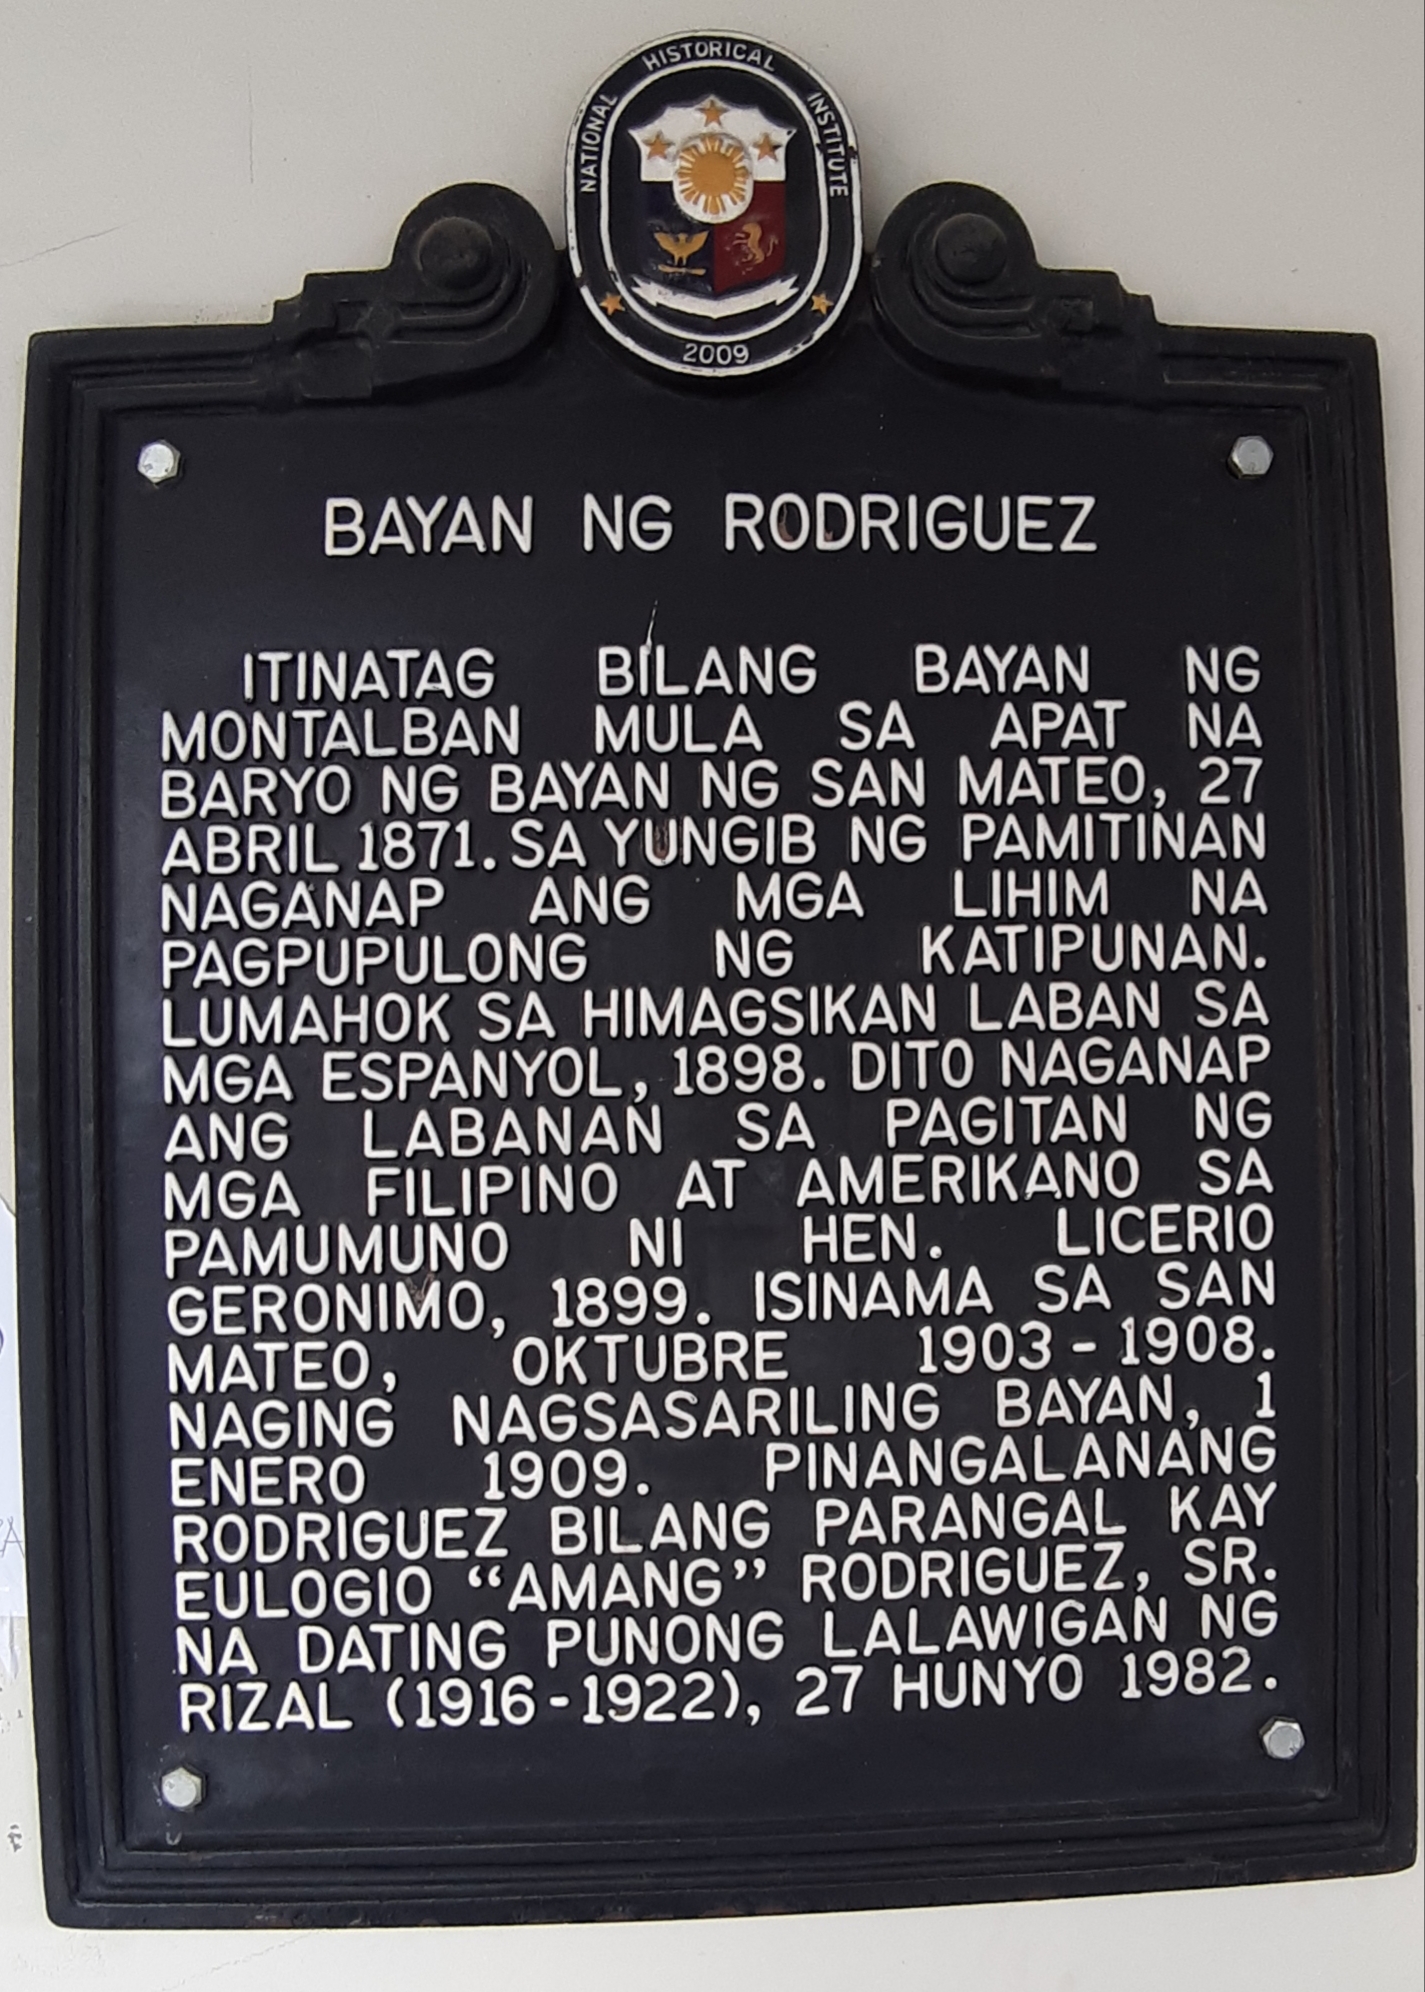 NATIONAL HISTORICAL INSTITUTE
2009
BAYAN NG RODRIGUEZ
ITINATAG BILANG BAYAN NG
MONTALBAN MULA SA APAT NA
BARYO NG BAYAN NG SAN MATEO, 27
ABRIL 1871. SA YUNGIB NG PAMITINAN
NAGANAP ANG MGA LIHIM NA
PAGPUPULONG NG KATIPUNAN.
LUMAHOK SA HIMAGSIKAN LABAN SA
MGA ESPANYOL, 1898. DITO NAGANAP
ANG LABANAN SA PAGITAN NG
MGA FILIPINO AT AMERIKANO SA
PAMUMUNO NI HEN. LICERIO
GERONIMO, 1899. ISINAMA SA SAN
MATEO, OKTUBRE 1903-1908.
NAGING NAGSASARILING BAYAN, 1
ENERO 1909. PINANGALANANG
RODRIGUEZ BILANG PARANGAL KAY
EULOGIO “AMANG” RODRIGUEZ, SR.
NA DATING PUNONG LALAWIGAN NG
RIZAL (1916-1922), 27 HUNYO 1982.